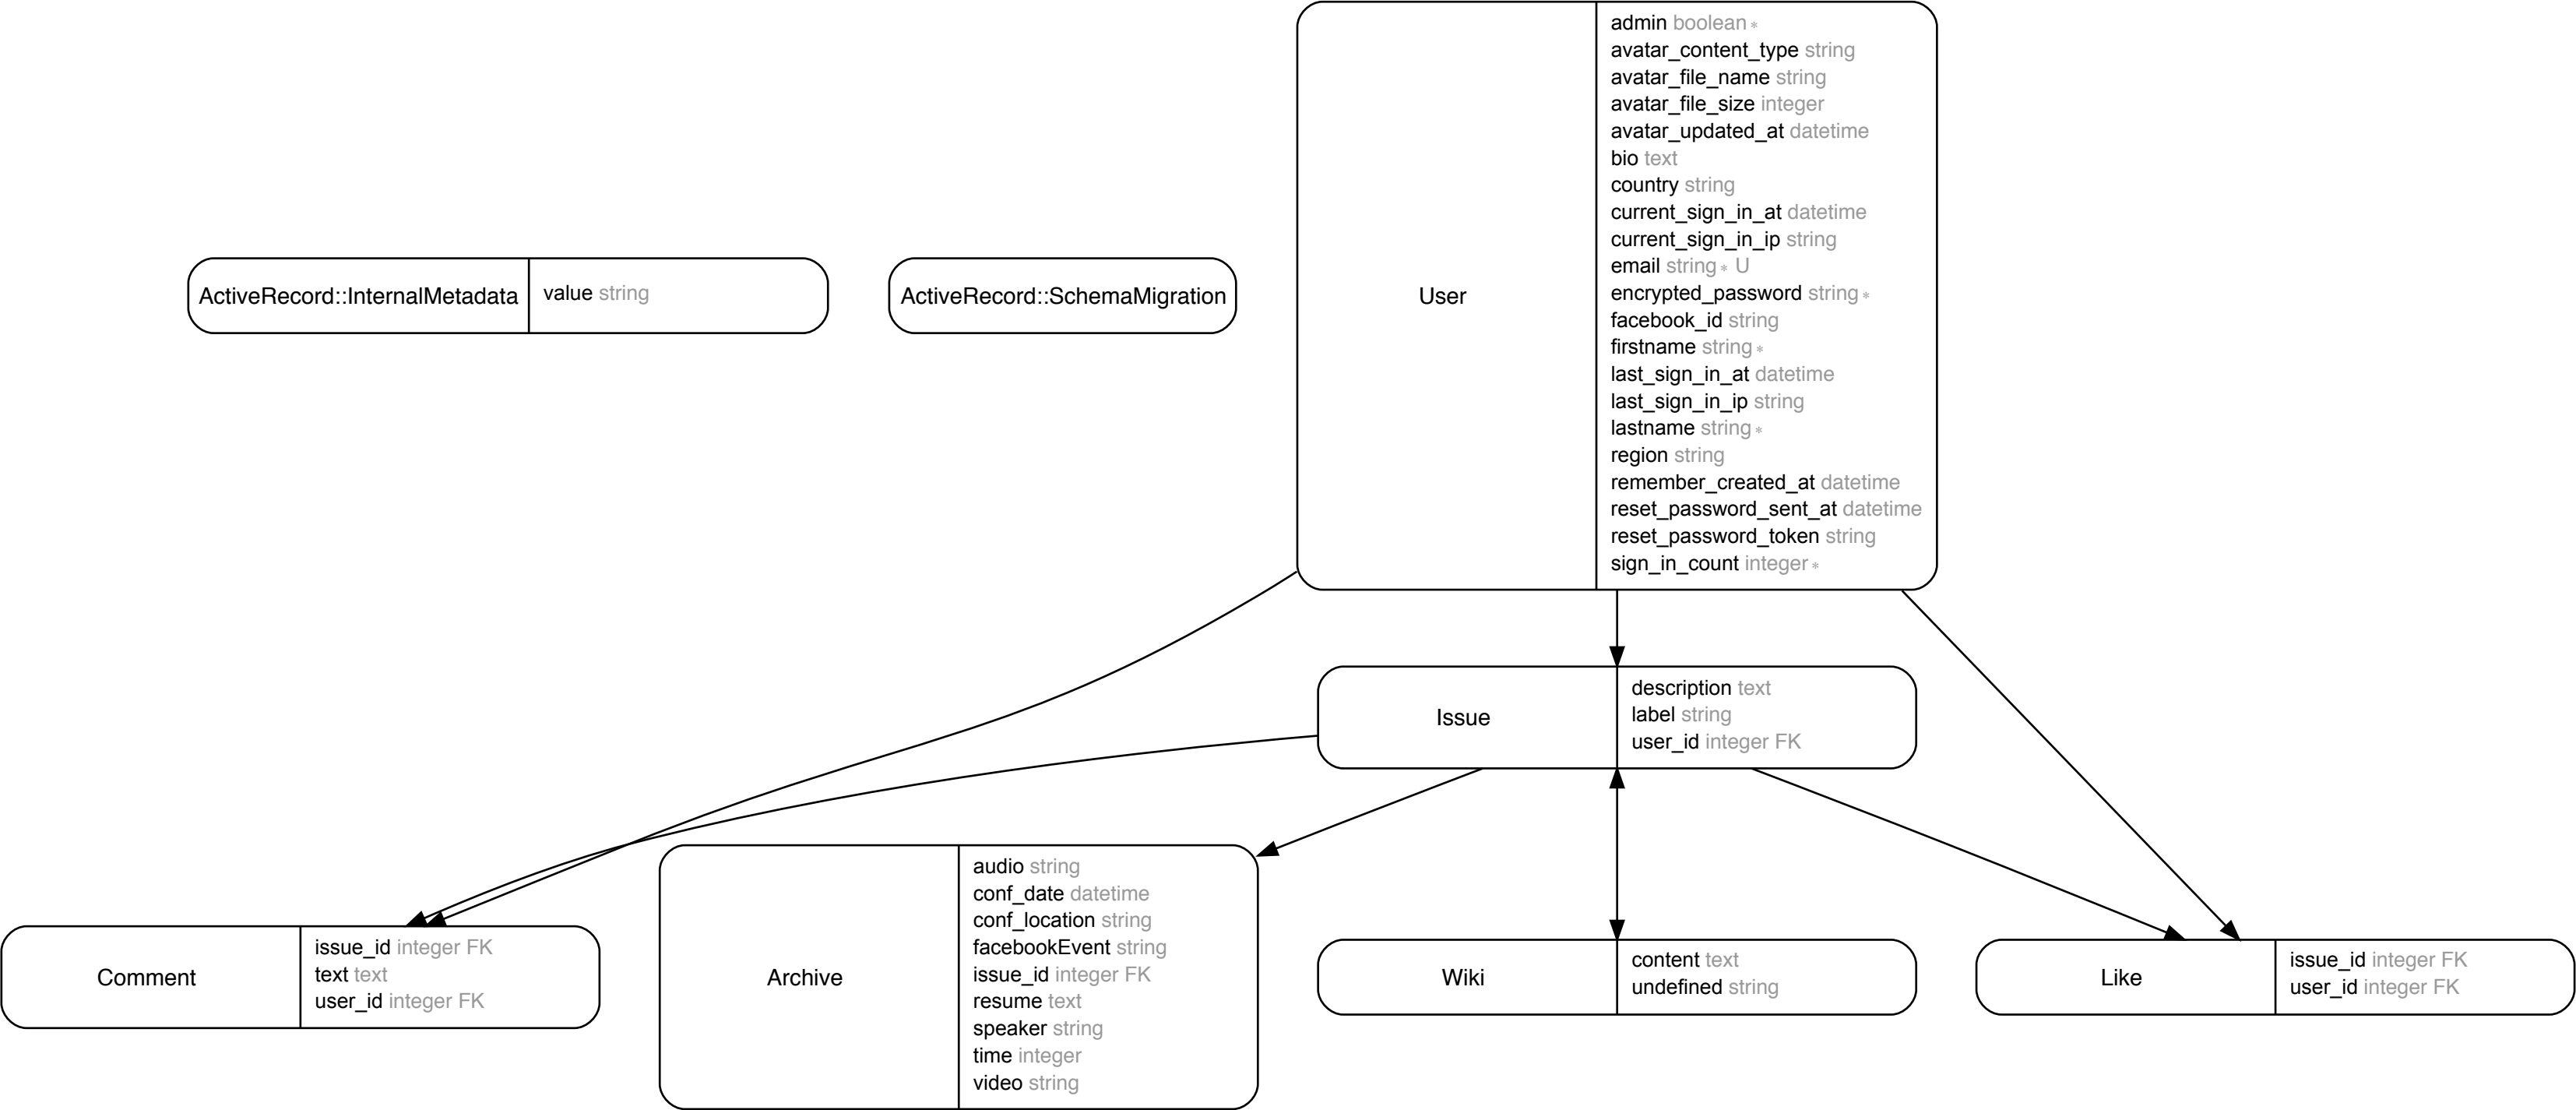 User
admin boolean ∗
avatar_content_type string
avatar_file_name string
avatar_file_size integer
avatar_updated_at datetime
bio text
country string
current_sign_in_at datetime
current_sign_in_ip string
email string ∗ U
encrypted_password string ∗
facebook_id string
firstname string ∗
last_sign_in_at datetime
last_sign_in_ip string
lastname string ∗
region string
remember_created_at datetime
reset_password_sent_at datetime
reset_password_token string
sign_in_count integer ∗
ActiveRecord::InternalMetadata
value string
ActiveRecord::SchemaMigration
Issue
description text
label string
user_id integer FK
Comment
issue_id integer FK
text text
user_id integer FK
Archive
audio string
conf_date datetime
conf_location string
facebookEvent string
issue_id integer FK
resume text
speaker string
time integer
video string
Wiki
content text
undefined string
Like
issue_id integer FK
user_id integer FK